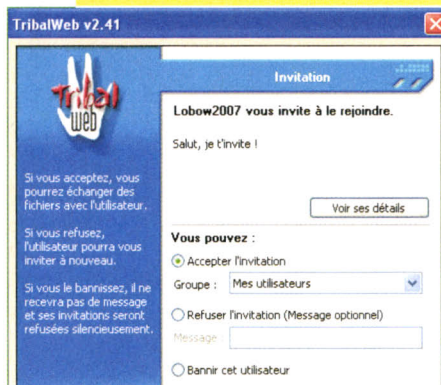 TribalWeb v2.41
Tribal
Web
Invitation
Lobow2007 vous invite à le rejoindre.
Salut, je t'invite !
Si vous acceptez, vous
pourrez échanger des
fichiers avec l'utilisateur.
Voir ses détails
Si vous refusez,
l'utilisateur pourra vous
inviter à nouveau.
Vous pouvez :
Accepter l'invitation
Si vous le bannissez, il ne
recevra pas de message
et ses invitations seront
refusées silencieusement.
Groupe : Mes utilisateurs
Refuser l'invitation (Message optionnel)
Message :
Bannir cet utilisateur